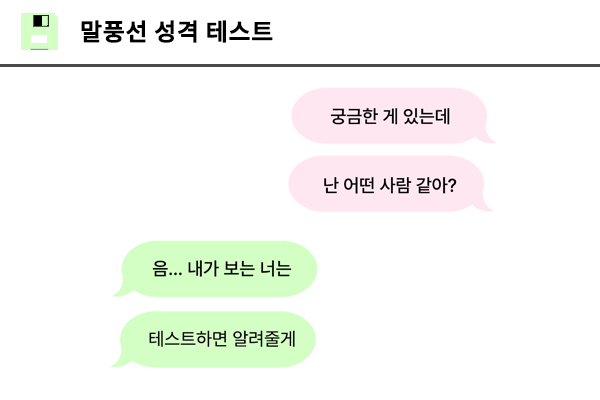 말풍선 성격 테스트
궁금한 게 있는데
난 어떤 사람 같아?
음... 내가 보는 너는
테스트하면 알려줄게